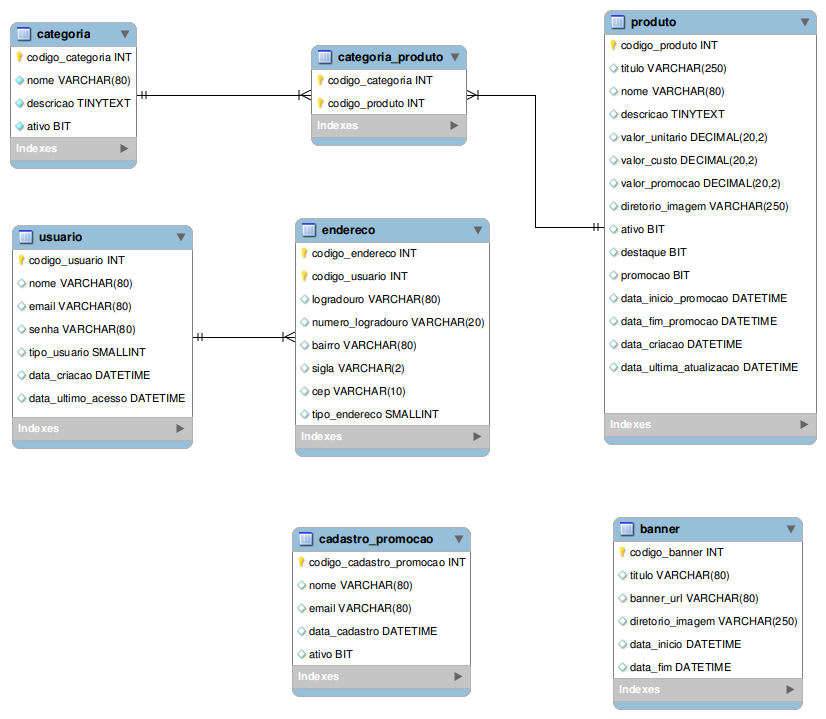 categoria
codigo_categoria INT
nome VARCHAR(80)
descricao TINYTEXT
ativo BIT
Indexes
categoria_produto
codigo_categoria INT
codigo_produto INT
Indexes
produto
codigo_produto INT
titulo VARCHAR(250)
nome VARCHAR(80)
descricao TINYTEXT
valor_unitario DECIMAL(20,2)
valor_custo DECIMAL(20,2)
valor_promocao DECIMAL(20,2)
diretorio_imagem VARCHAR(250)
ativo BIT
destaque BIT
promocao BIT
data_inicio_promocao DATETIME
data_fim_promocao DATETIME
data_criacao DATETIME
data_ultima_atualizacao DATETIME
Indexes
usuario
codigo_usuario INT
nome VARCHAR(80)
email VARCHAR(80)
senha VARCHAR(80)
tipo_usuario SMALLINT
data_criacao DATETIME
data_ultimo_acesso DATETIME
Indexes
endereco
codigo_endereco INT
codigo_usuario INT
logradouro VARCHAR(80)
numero_logradouro VARCHAR(20)
bairro VARCHAR(80)
sigla VARCHAR(2)
cep VARCHAR(10)
tipo_endereco SMALLINT
Indexes
cadastro_promocao
codigo_cadastro_promocao INT
nome VARCHAR(80)
email VARCHAR(80)
data_cadastro DATETIME
ativo BIT
Indexes
banner
codigo_banner INT
titulo VARCHAR(80)
banner_url VARCHAR(80)
diretorio_imagem VARCHAR(250)
data_inicio DATETIME
data_fim DATETIME
Indexes